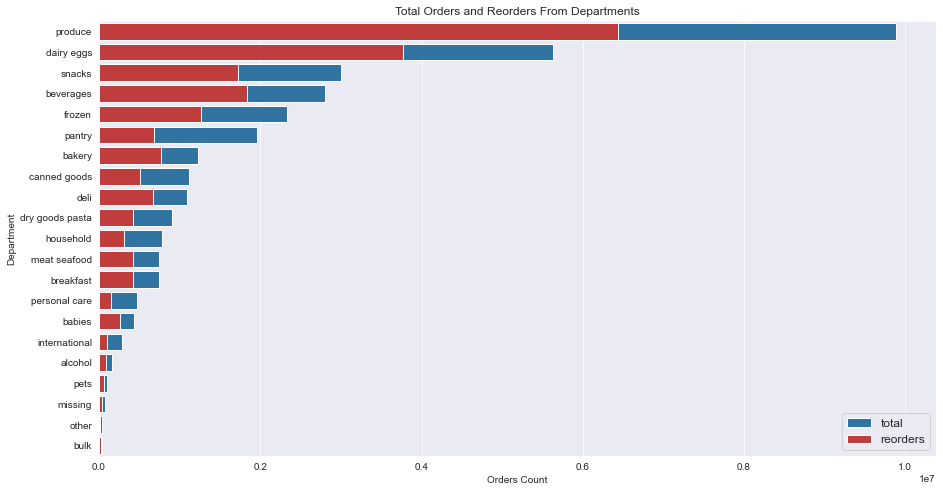 Total Orders and Reorders From Departments
Department
produce
dairy eggs
snacks
beverages
frozen
pantry
bakery
canned goods
deli
dry goods pasta
household
meat seafood
breakfast
personal care
babies
international
alcohol
pets
missing
other
bulk
total
reorders
0.0 0.2 0.4 0.6 0.8 1.0
1e7
Orders Count